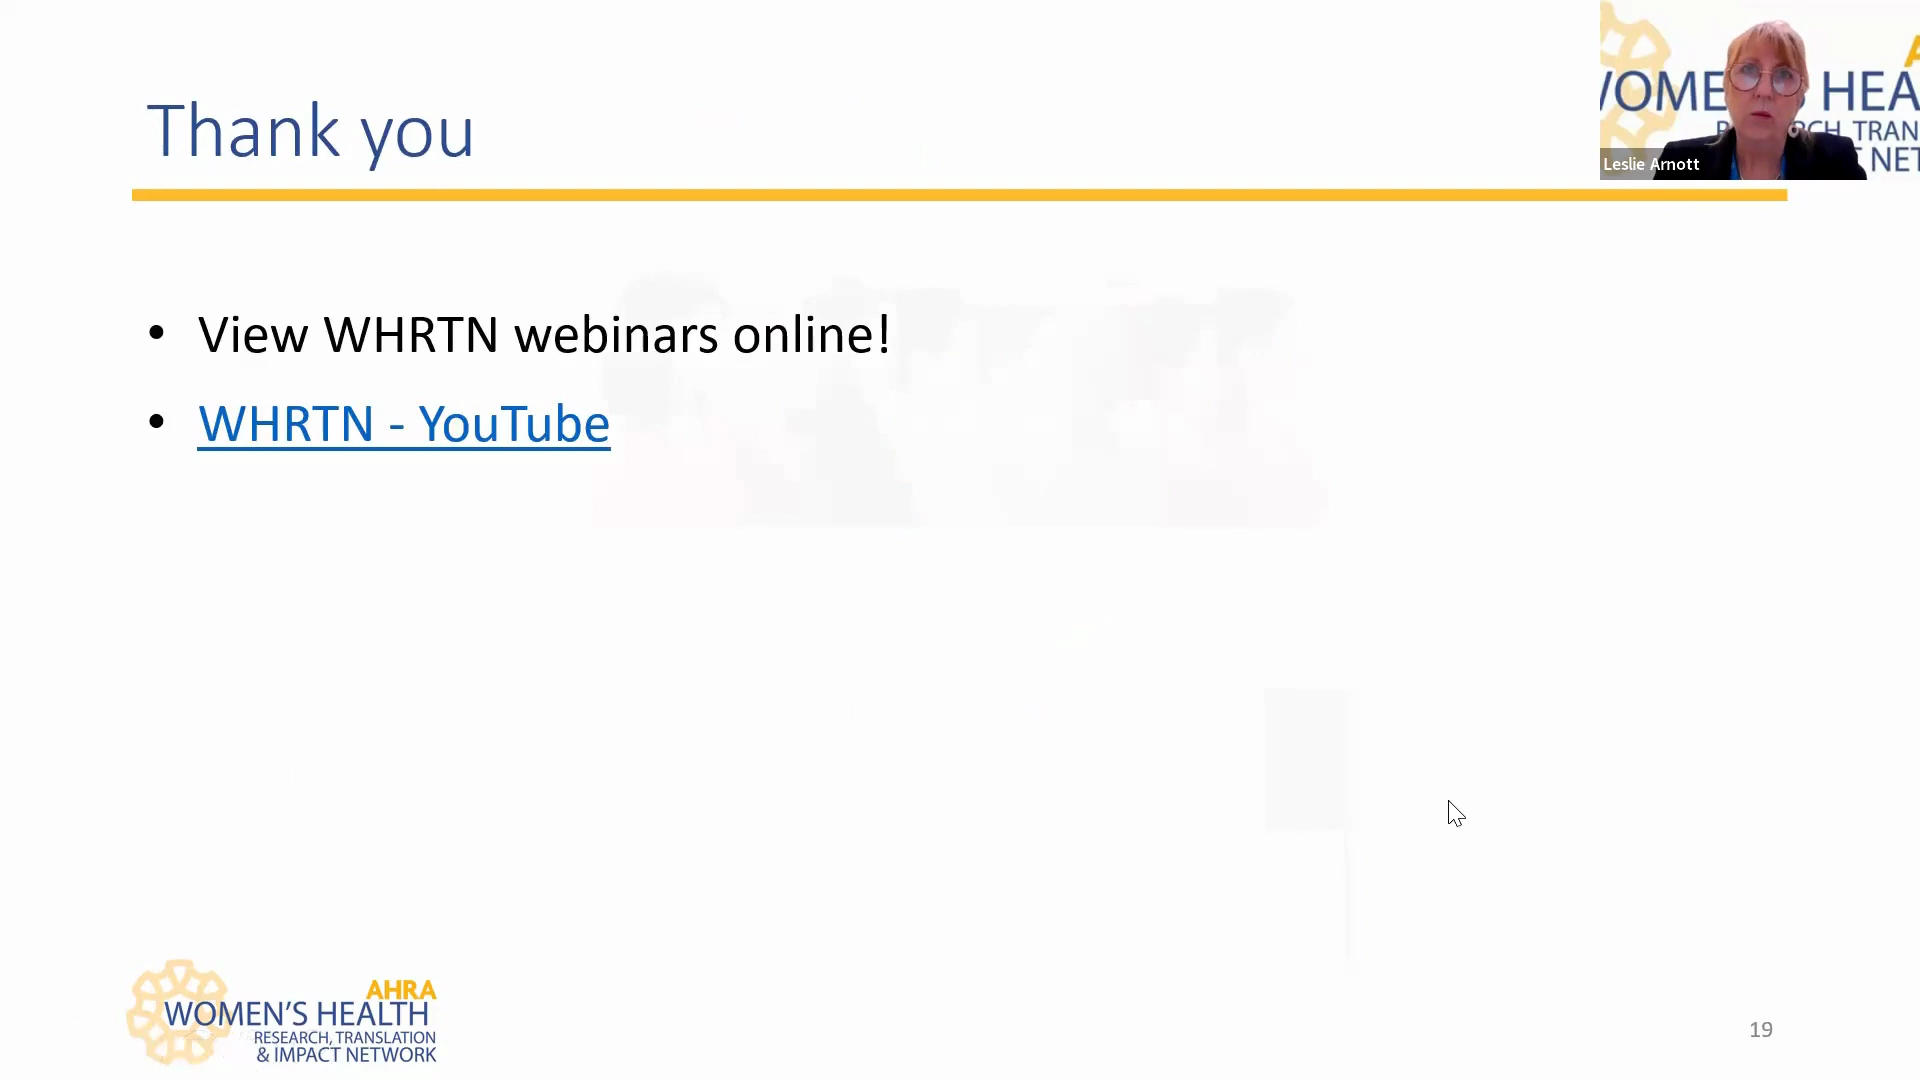 Thank you
• View WHRTN webinars online!
• WHRTN - YouTube
Leslie Arnott
AHRA
WOMEN'S HEALTH
RESEARCH, TRANSLATION
& IMPACT NETWORK
19